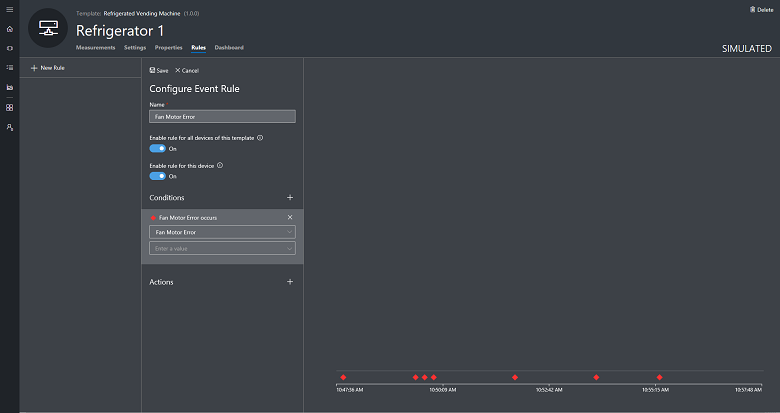 Template: Refrigerated Vending Machine (1.0.0)
Delete
Refrigerator 1
Measurements Settings Properties Rules Dashboard
SIMULATED
New Rule
Save Cancel
Configure Event Rule
Name
Fan Motor Error
Enable rule for all devices of this template
On
Enable rule for this device
On
Conditions
Fan Motor Error occurs
Fan Motor Error
Enter a value
Actions
10:47:36 AM 10:50:09 AM 10:52:42 AM 10:55:15 AM 10:57:48 AM